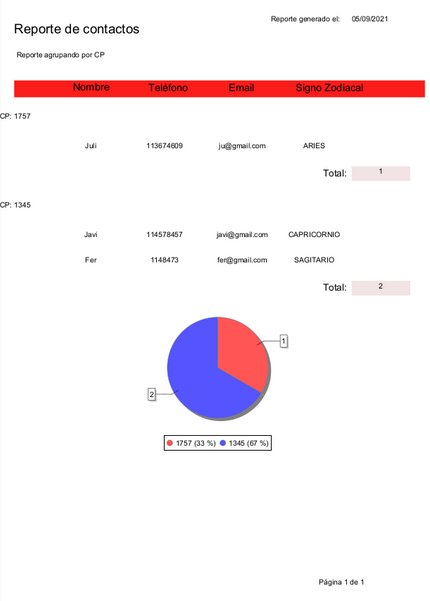 Reporte generado el: 05/09/2021
Reporte de contactos
Reporte agrupando por CP
Nombre Teléfono Email Signo Zodiacal
CP: 1757
Juli 113674609 ju@gmail.com ARIES
Total: 1
CP: 1345
Javi 114578457 javi@gmail.com CAPRICORNIO
Fer 1148473 fer@gmail.com SAGITARIO
Total: 2
1
2
1757 (33 %) 1345 (67 %)
Página 1 de 1